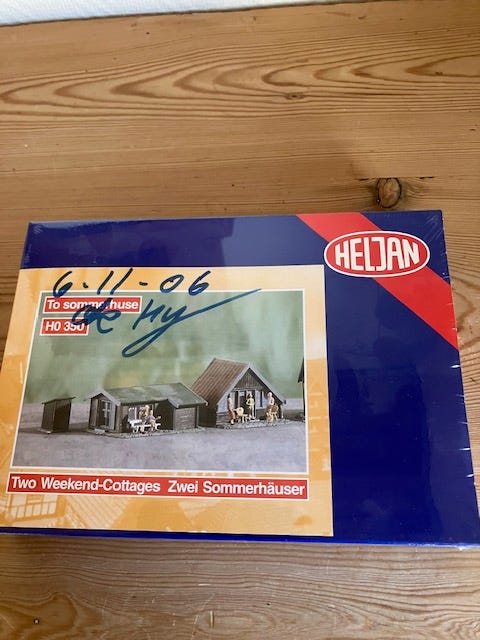 HELJAN
6-11-06
To sommerhuse
H0 350
Two Weekend-Cottages Zwei Sommerhäuser